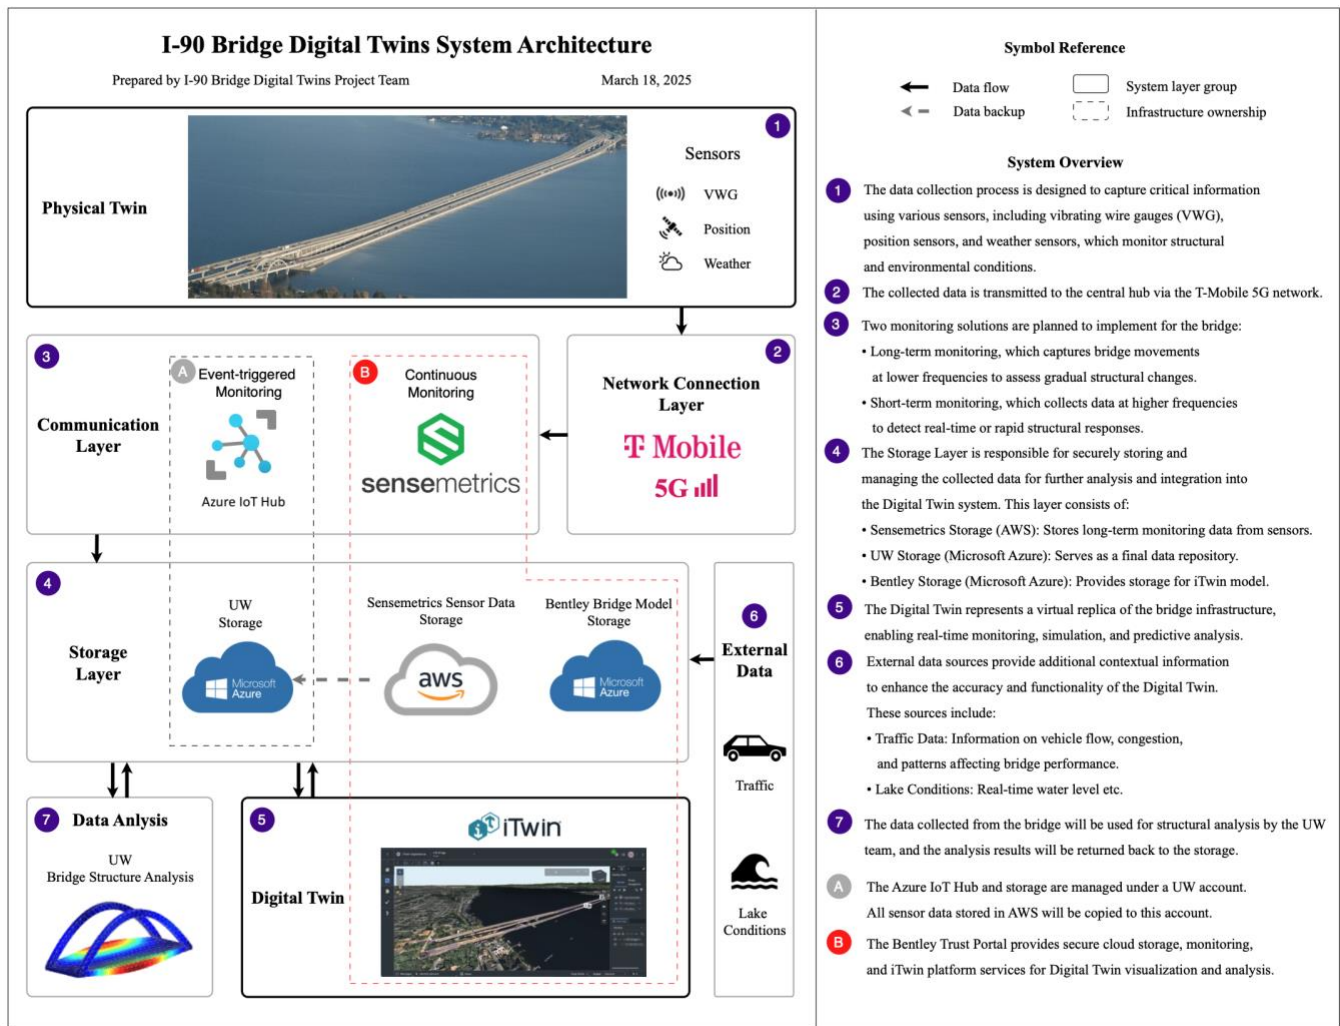 I-90 Bridge Digital Twins System Architecture
Prepared by I-90 Bridge Digital Twins Project Team
March 18, 2025
1
Physical Twin
Sensors
VWG
Position
Weather
3
A
Event-triggered
Monitoring
B
Continuous
Monitoring
2
Network Connection
Layer
Communication
Layer
Azure IoT Hub
sensemetrics
T Mobile
5G
4
UW
Storage
Sensemetrics Sensor Data
Storage
Bentley Bridge Model
Storage
Storage
Layer
Microsoft
Azure
aws
Microsoft
Azure
6
External
Data
Traffic
Lake
Conditions
7
Data Anlysis
UW
Bridge Structure Analysis
5
iTwin
Digital Twin
Symbol Reference
Data flow
System layer group
Data backup
Infrastructure ownership
System Overview
1
The data collection process is designed to capture critical information
using various sensors, including vibrating wire gauges (VWG),
position sensors, and weather sensors, which monitor structural
and environmental conditions.
2
The collected data is transmitted to the central hub via the T-Mobile 5G network.
3
Two monitoring solutions are planned to implement for the bridge:
• Long-term monitoring, which captures bridge movements
at lower frequencies to assess gradual structural changes.
• Short-term monitoring, which collects data at higher frequencies
to detect real-time or rapid structural responses.
4
The Storage Layer is responsible for securely storing and
managing the collected data for further analysis and integration into
the Digital Twin system. This layer consists of:
• Sensemetrics Storage (AWS): Stores long-term monitoring data from sensors.
• UW Storage (Microsoft Azure): Serves as a final data repository.
• Bentley Storage (Microsoft Azure): Provides storage for iTwin model.
5
The Digital Twin represents a virtual replica of the bridge infrastructure,
enabling real-time monitoring, simulation, and predictive analysis.
6
External data sources provide additional contextual information
to enhance the accuracy and functionality of the Digital Twin.
These sources include:
• Traffic Data: Information on vehicle flow, congestion,
and patterns affecting bridge performance.
• Lake Conditions: Real-time water level etc.
7
The data collected from the bridge will be used for structural analysis by the UW
team, and the analysis results will be returned back to the storage.
A
The Azure IoT Hub and storage are managed under a UW account.
All sensor data stored in AWS will be copied to this account.
B
The Bentley Trust Portal provides secure cloud storage, monitoring,
and iTwin platform services for Digital Twin visualization and analysis.